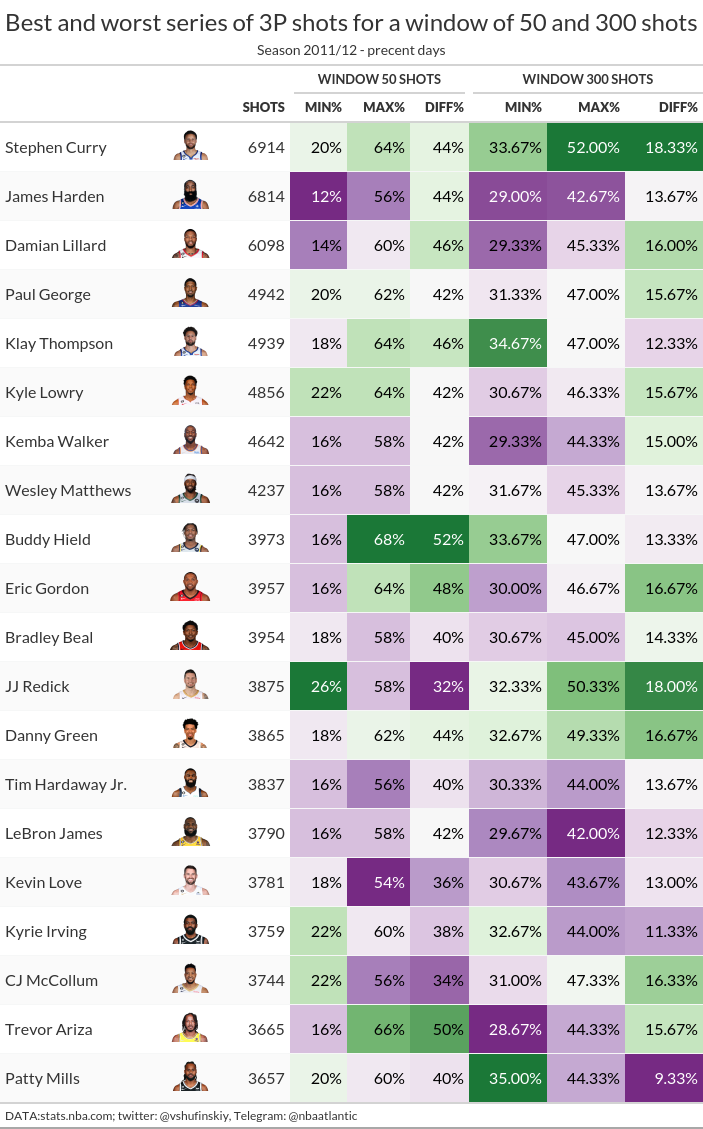 Best and worst series of 3P shots for a window of 50 and 300 shots
Season 2011/12 - precent days
WINDOW 50 SHOTS WINDOW 300 SHOTS
SHOTS MIN% MAX% DIFF% MIN% MAX% DIFF%
Stephen Curry 6914 20% 64% 44% 33.67% 52.00% 18.33%
James Harden 6814 12% 56% 44% 29.00% 42.67% 13.67%
Damian Lillard 6098 14% 60% 46% 29.33% 45.33% 16.00%
Paul George 4942 20% 62% 42% 31.33% 47.00% 15.67%
Klay Thompson 4939 18% 64% 46% 34.67% 47.00% 12.33%
Kyle Lowry 4856 22% 64% 42% 30.67% 46.33% 15.67%
Kemba Walker 4642 16% 58% 42% 29.33% 44.33% 15.00%
Wesley Matthews 4237 16% 58% 42% 31.67% 45.33% 13.67%
Buddy Hield 3973 16% 68% 52% 33.67% 47.00% 13.33%
Eric Gordon 3957 16% 64% 48% 30.00% 46.67% 16.67%
Bradley Beal 3954 18% 58% 40% 30.67% 45.00% 14.33%
JJ Redick 3875 26% 58% 32% 32.33% 50.33% 18.00%
Danny Green 3865 18% 62% 44% 32.67% 49.33% 16.67%
Tim Hardaway Jr. 3837 16% 56% 40% 30.33% 44.00% 13.67%
LeBron James 3790 16% 58% 42% 29.67% 42.00% 12.33%
Kevin Love 3781 18% 54% 36% 30.67% 43.67% 13.00%
Kyrie Irving 3759 22% 60% 38% 32.67% 44.00% 11.33%
CJ McCollum 3744 22% 56% 34% 31.00% 47.33% 16.33%
Trevor Ariza 3665 16% 66% 50% 28.67% 44.33% 15.67%
Patty Mills 3657 20% 60% 40% 35.00% 44.33% 9.33%
DATA:stats.nba.com; twitter: @vshufinskiy, Telegram: @nbaatlantic